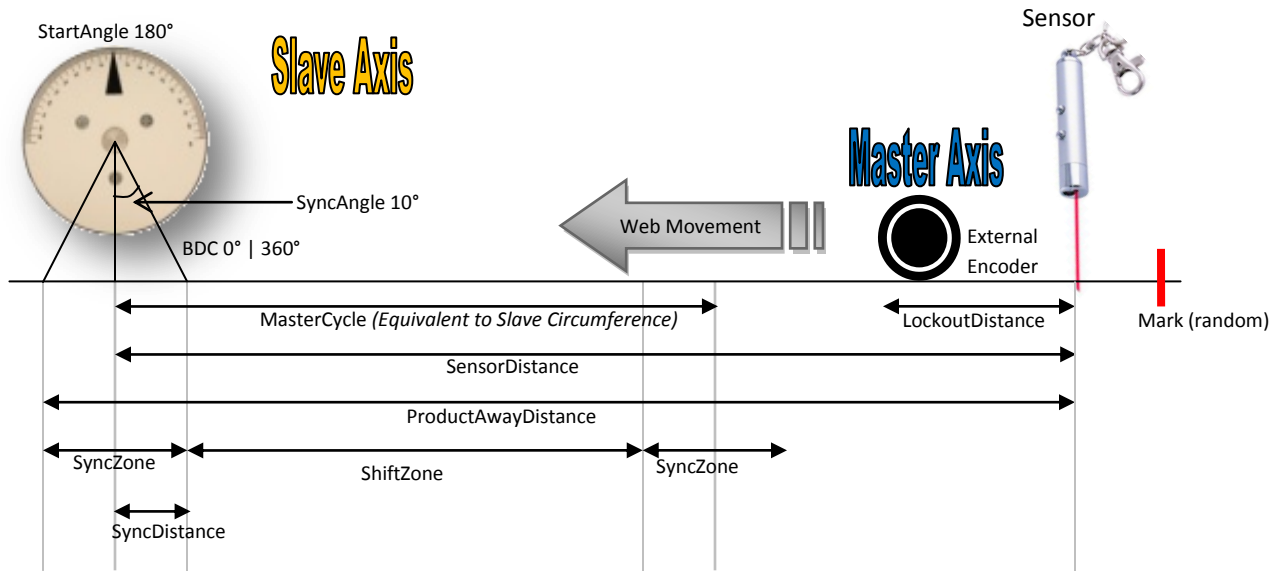 Sensor
StartAngle 180°
Slave Axis
Master Axis
SyncAngle 10°
Web Movement
External
Encoder
BDC 0° | 360°
MasterCycle (Equivalent to Slave Circumference)
LockoutDistance
Mark (random)
SensorDistance
ProductAwayDistance
SyncZone
ShiftZone
SyncZone
SyncDistance